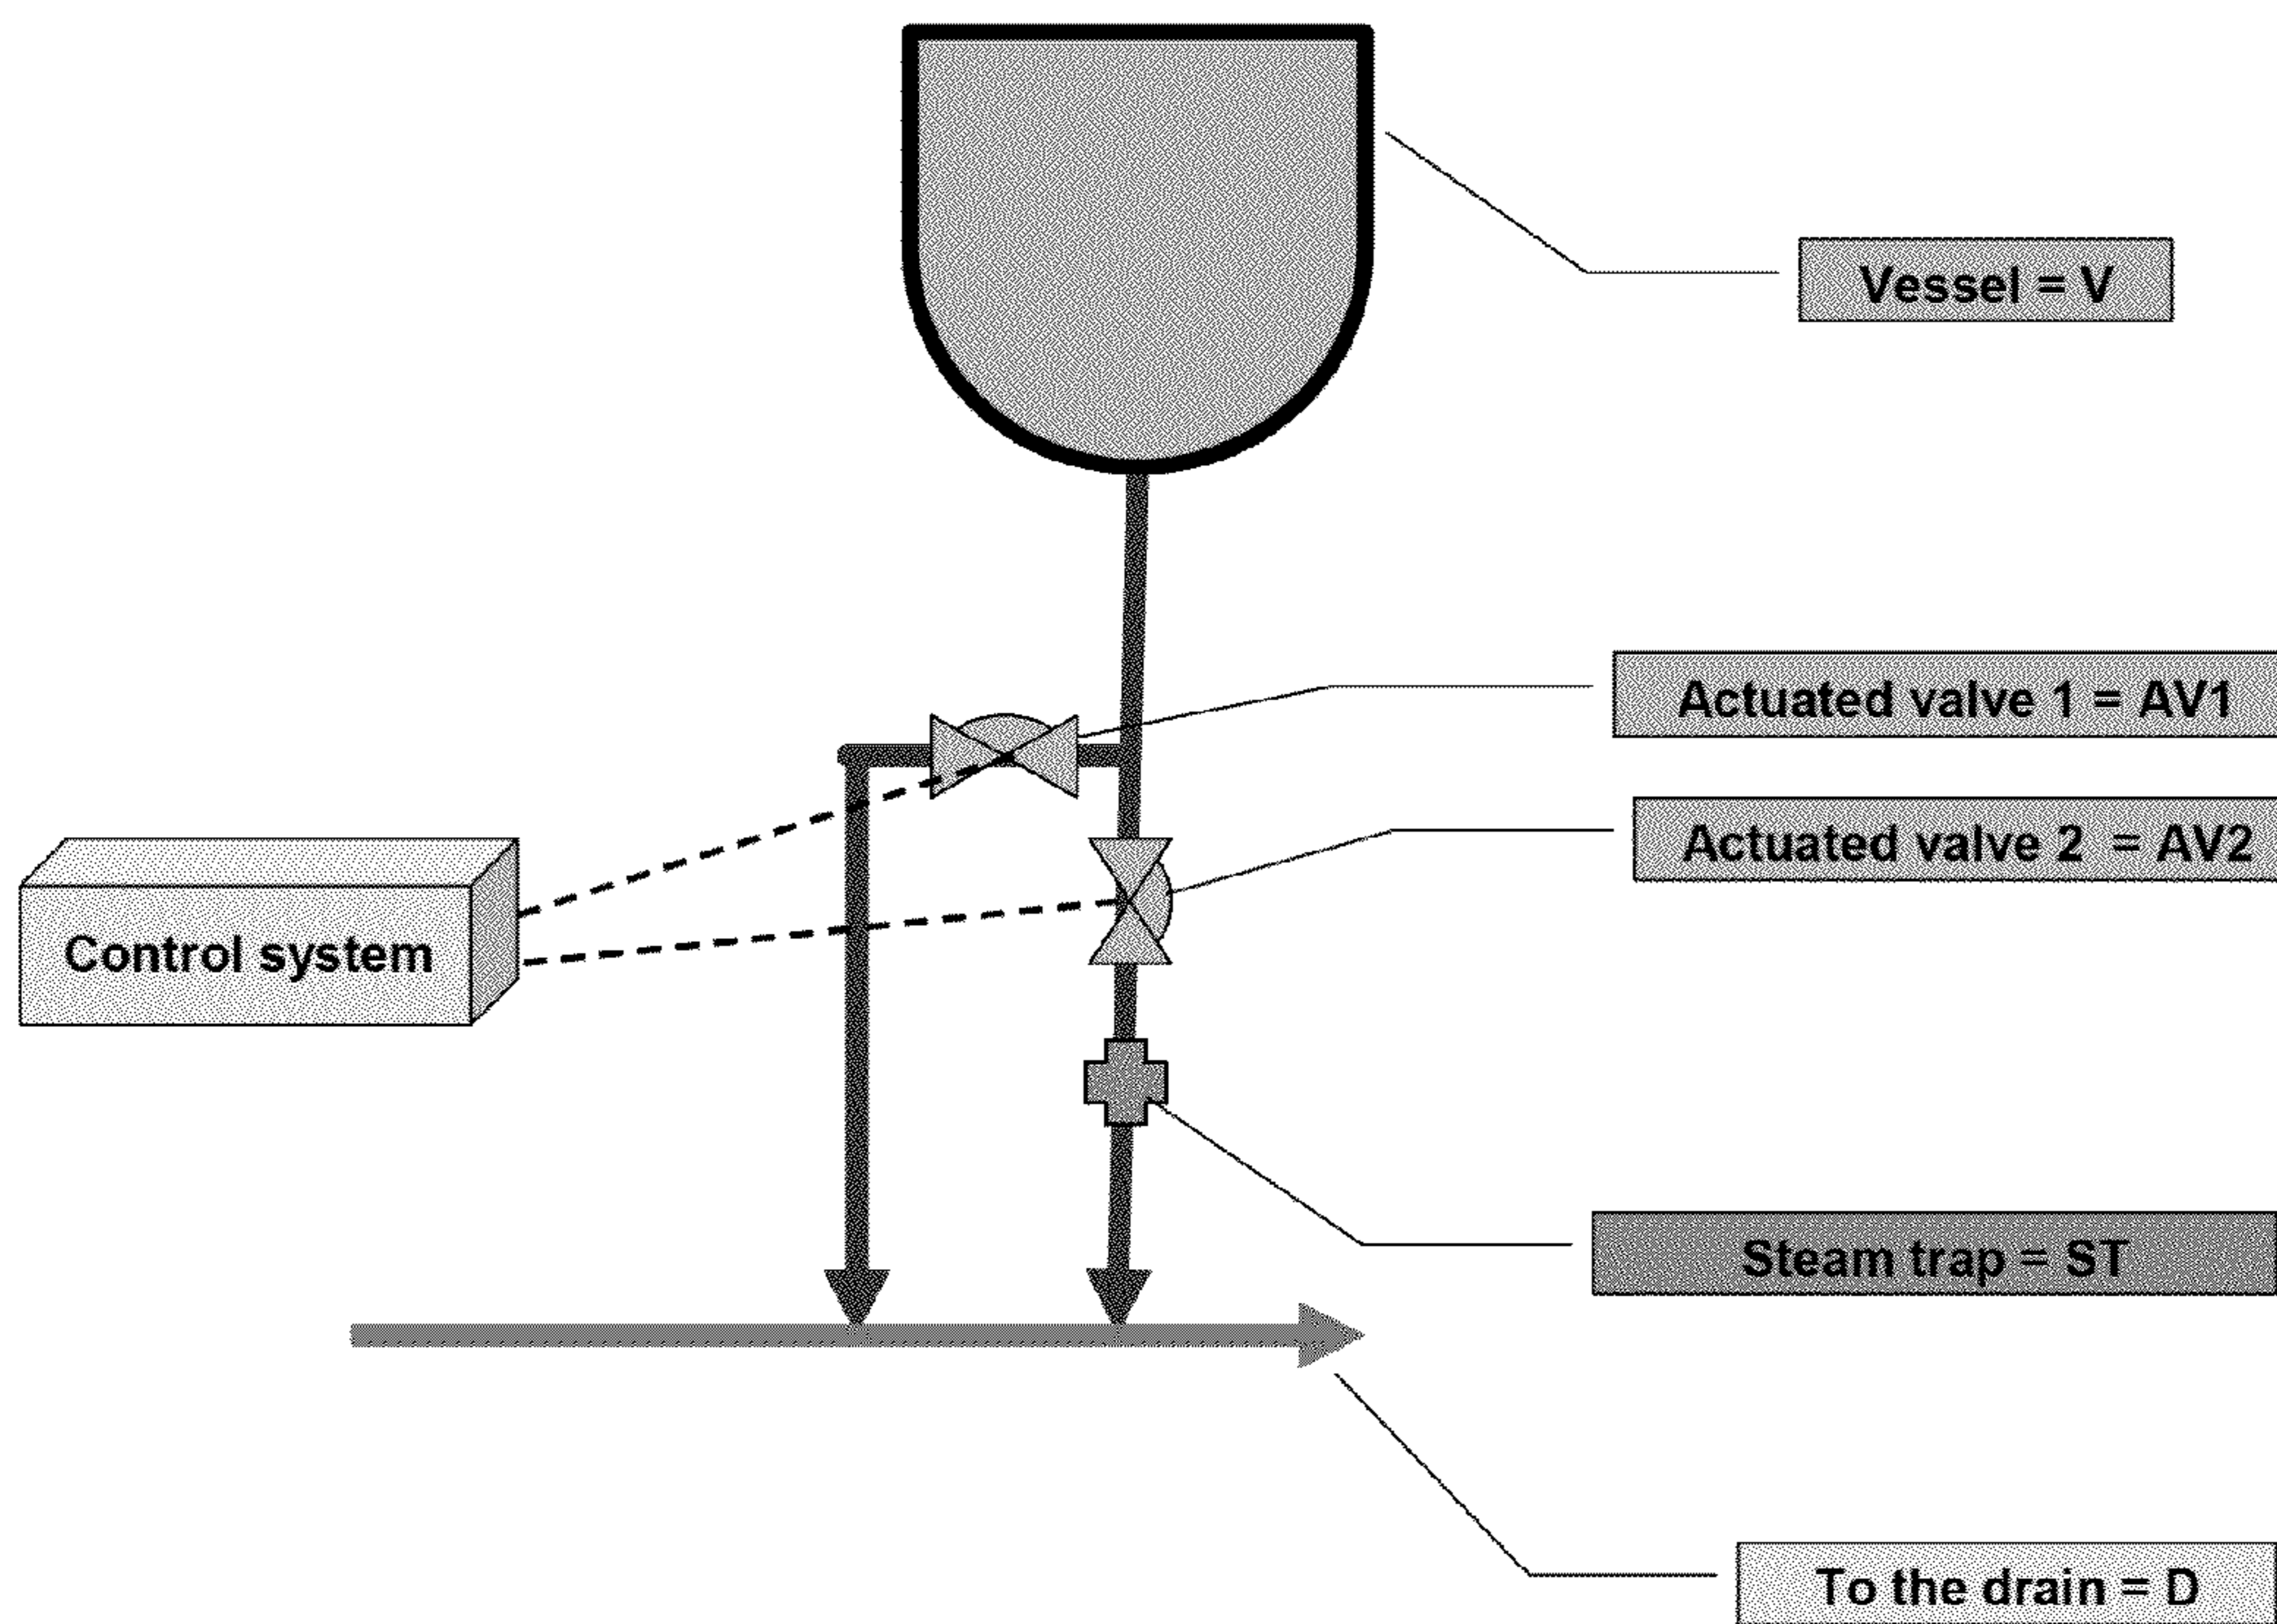 Vessel = V
Actuated valve 1 = AV1
Actuated valve 2 = AV2
Control system
Steam trap = ST
To the drain = D